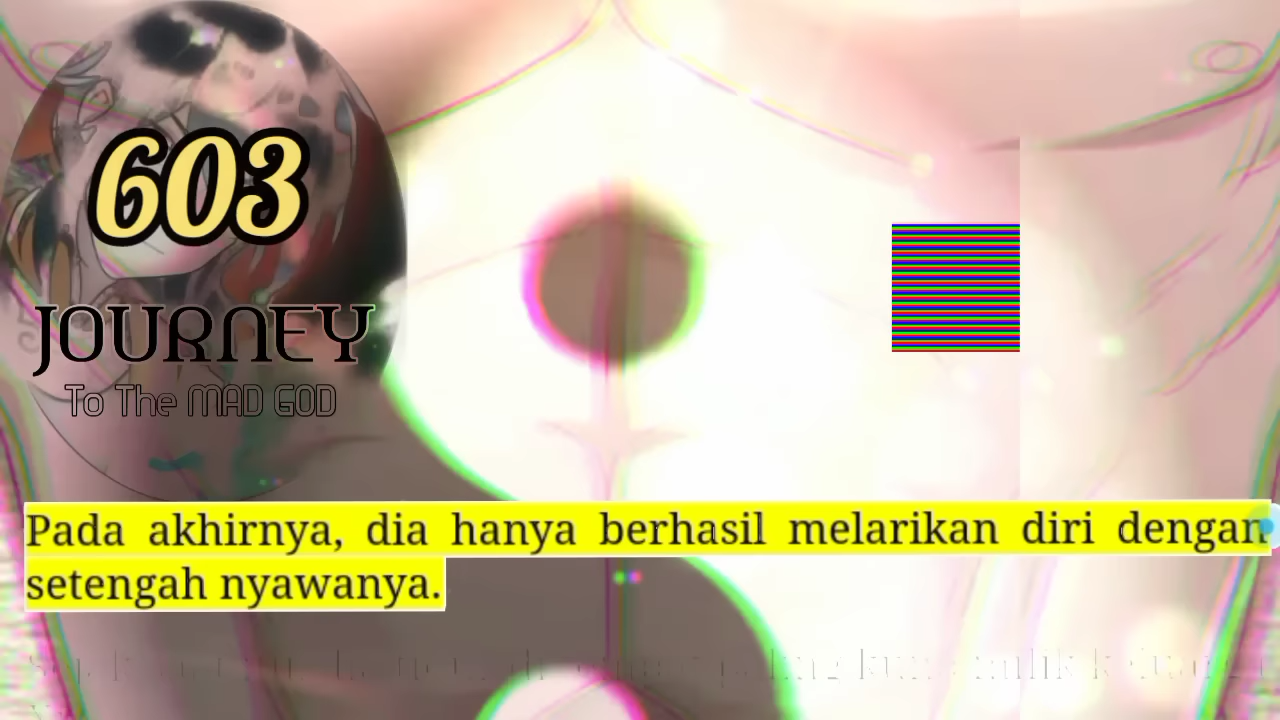 603
JOURNEY
To The MAD GOD
Pada akhirnya, dia hanya berhasil melarikan diri dengan
setengah nyawanya.